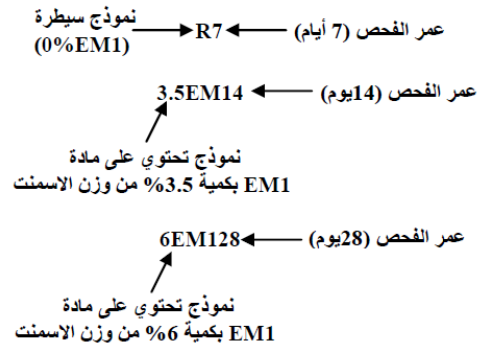 نموذج سيطرة (0%EM1) R7 عمر الفحص (7 أيام)
3.5EM14 عمر الفحص (14يوم)
نموذج تحتوي على مادة
EM1 بكمية 3.5% من وزن الاسمنت
6EM128 عمر الفحص (28يوم)
نموذج تحتوي على مادة
EM1 بكمية 6% من وزن الاسمنت